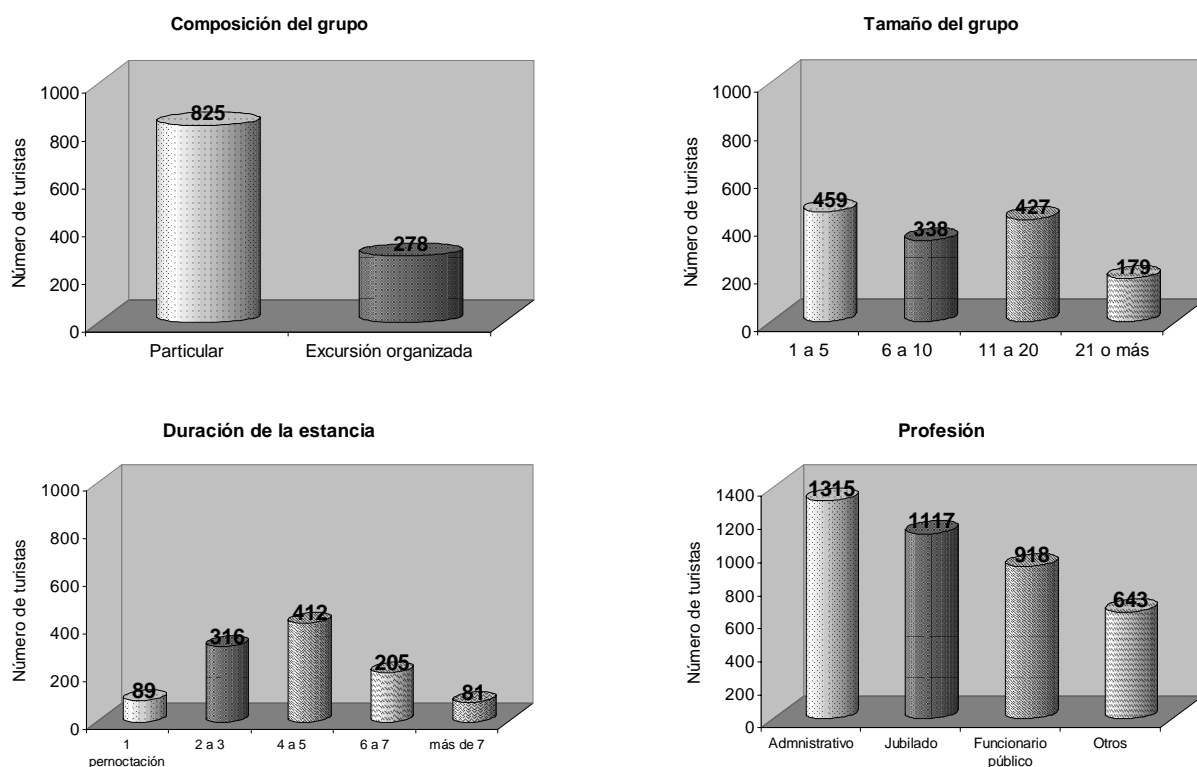 Composición del grupo
Número de turistas
1000
800
600
400
200
0
825
278
Particular
Excursión organizada
Tamaño del grupo
Número de turistas
1000
800
600
400
200
0
459
338
427
179
1 a 5
6 a 10
11 a 20
21 o más
Duración de la estancia
Número de turistas
1000
800
600
400
200
0
89
316
412
205
81
1
pernoctación
2 a 3
4 a 5
6 a 7
más de 7
Profesión
Número de turistas
1400
1200
1000
800
600
400
200
0
1315
1117
918
643
Admnistrativo
Jubilado
Funcionario
público
Otros